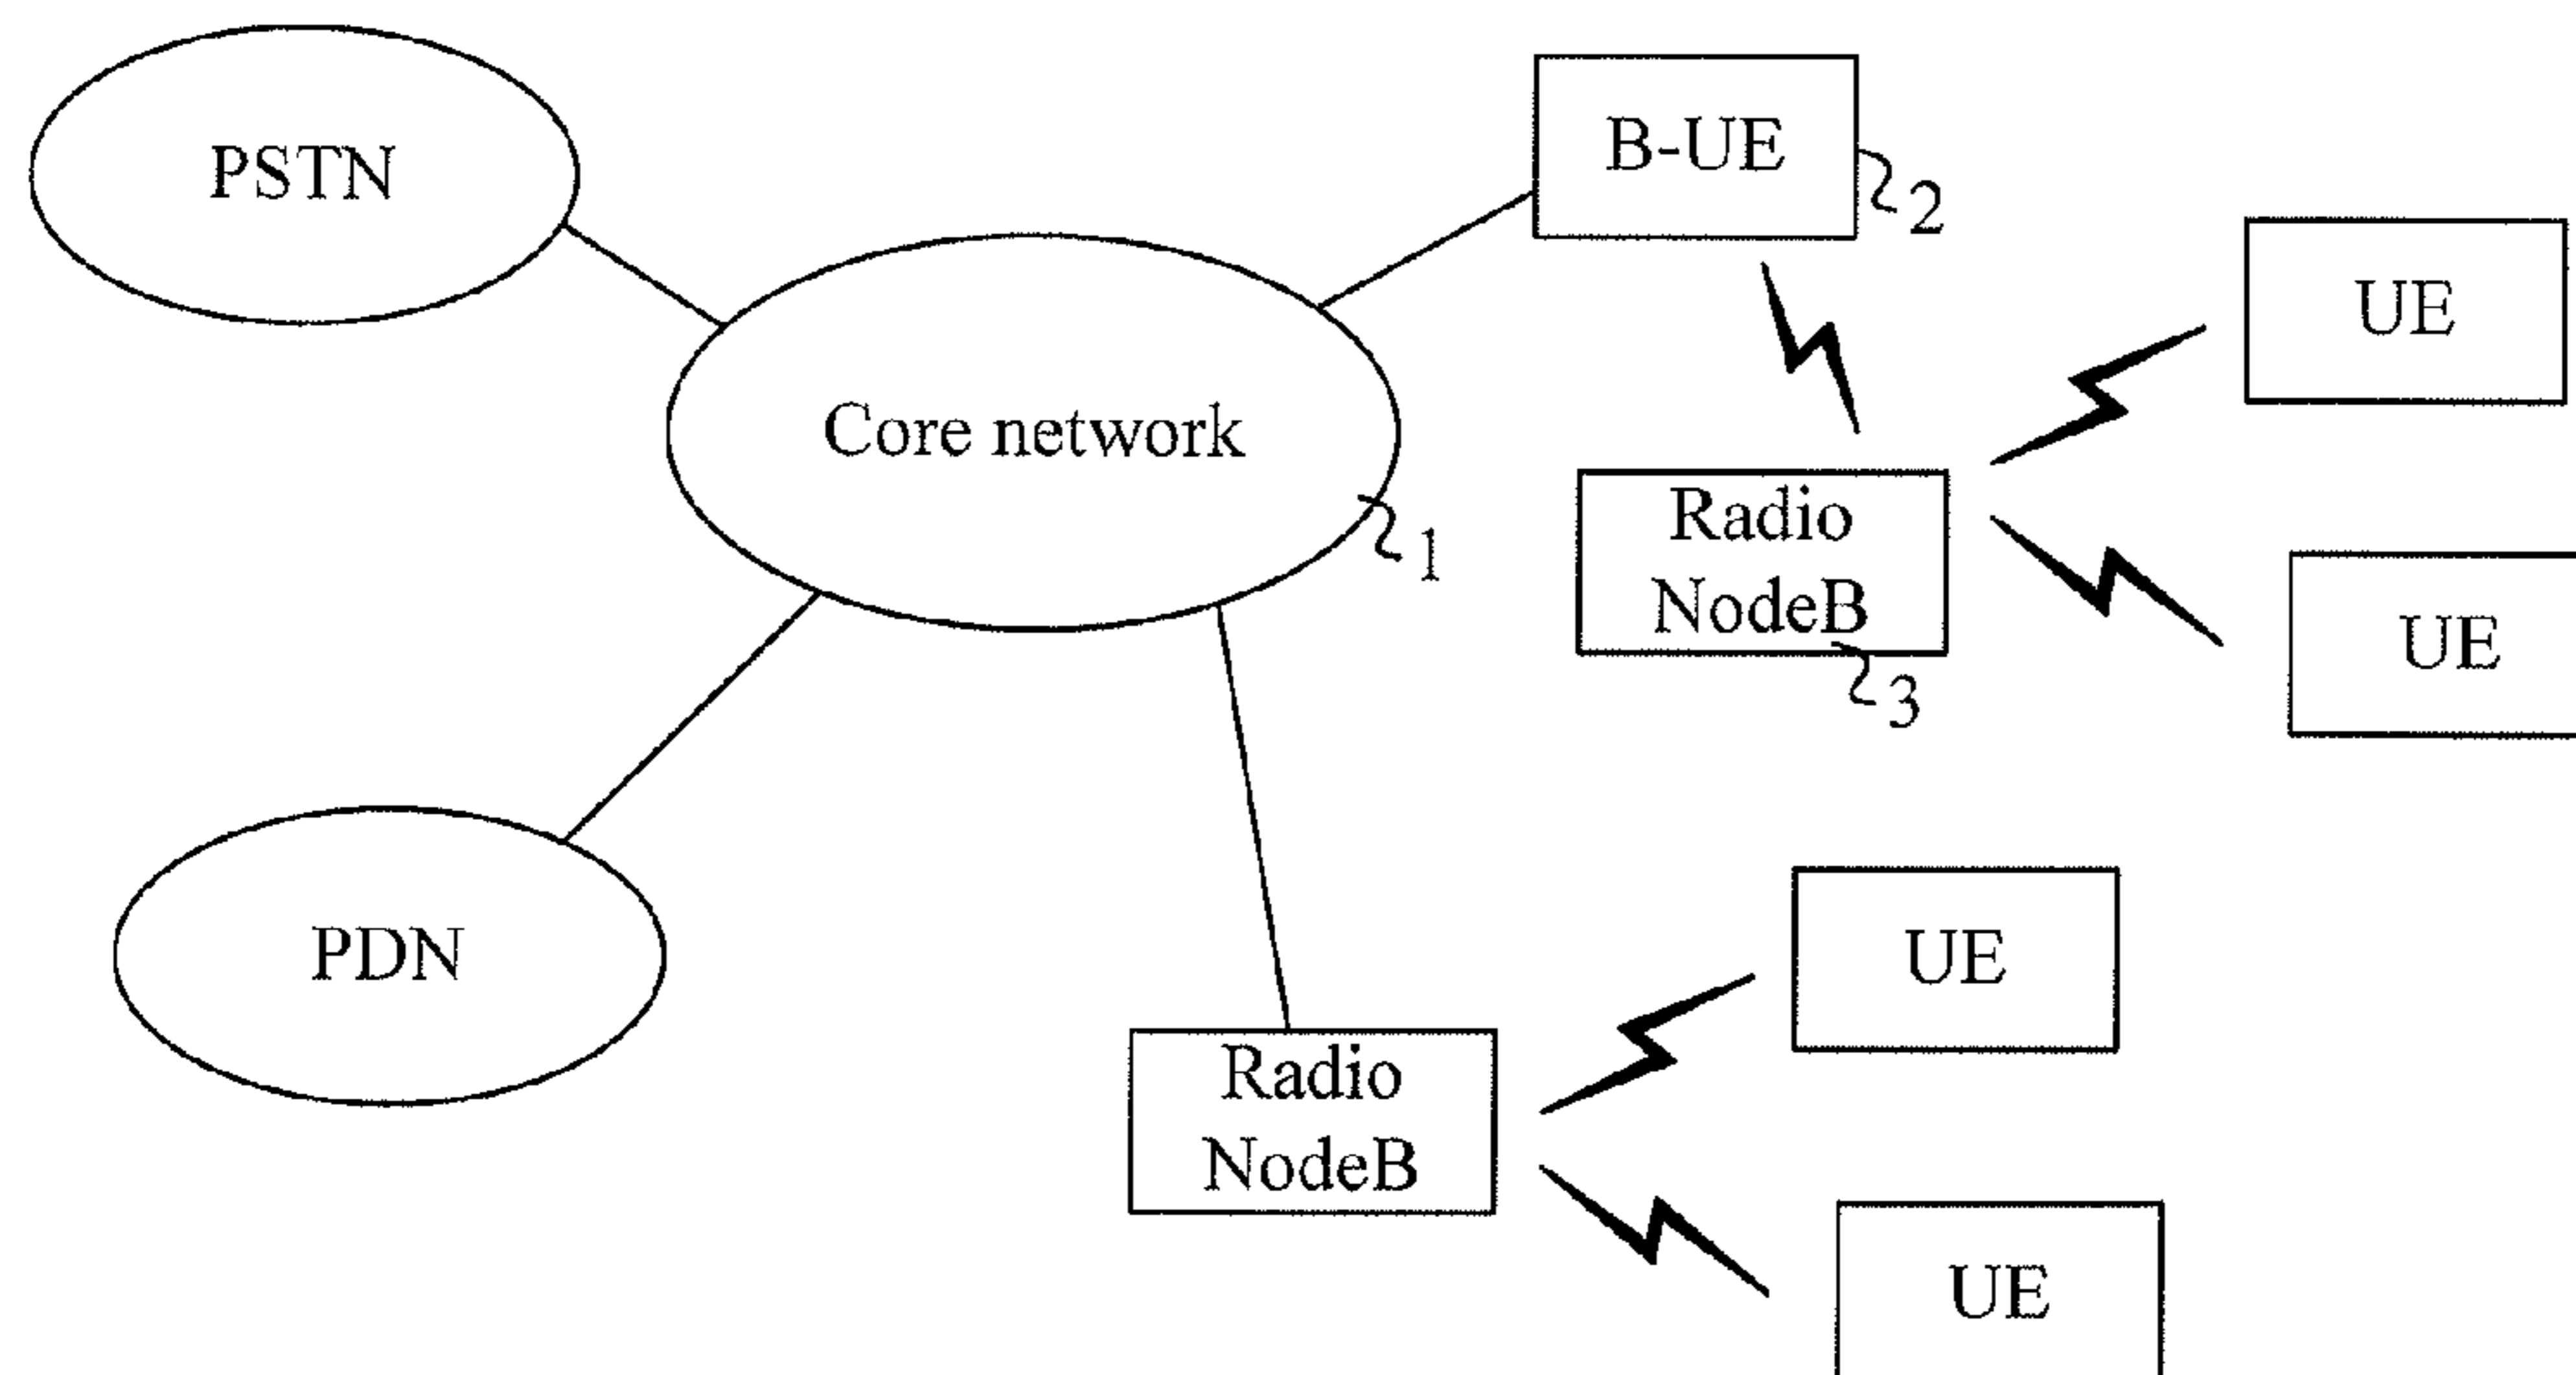 PSTN
B-UE
2
UE
Core network
1
Radio
NodeB
3
UE
PDN
UE
Radio
NodeB
UE